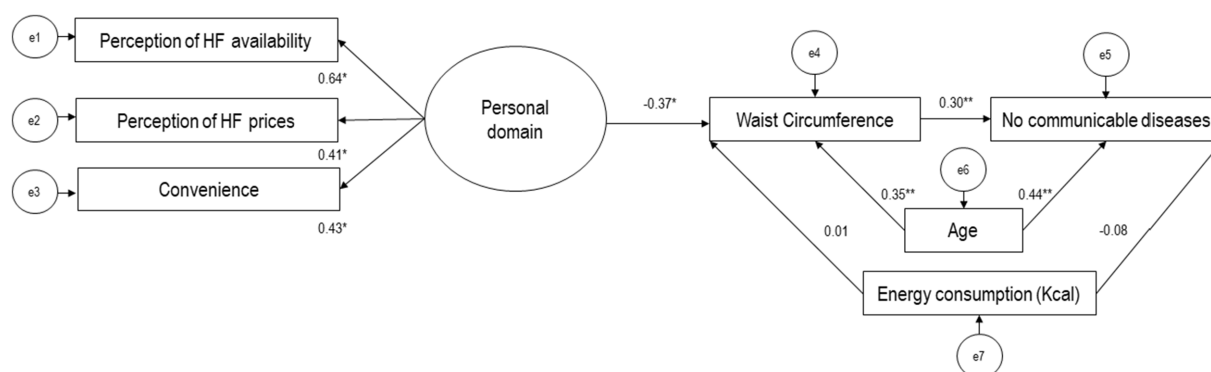 e1
Perception of HF availability
0.64*
e2
Perception of HF prices
0.41*
e3
Convenience
0.43*
Personal
domain
-0.37*
e4
Waist Circumference
0.30**
e5
No communicable diseases
e6
0.35**
0.44**
Age
0.01
-0.08
Energy consumption (Kcal)
e7